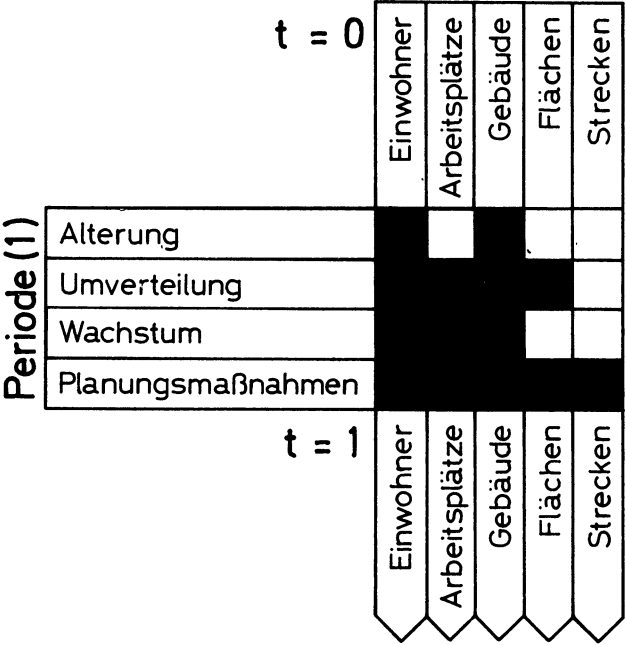 t = 0
Einwohner
Arbeitsplätze
Gebäude
Flächen
Strecken
Periode (1)
Alterung
Umverteilung
Wachstum
Planungsmaßnahmen
t = 1
Einwohner
Arbeitsplätze
Gebäude
Flächen
Strecken